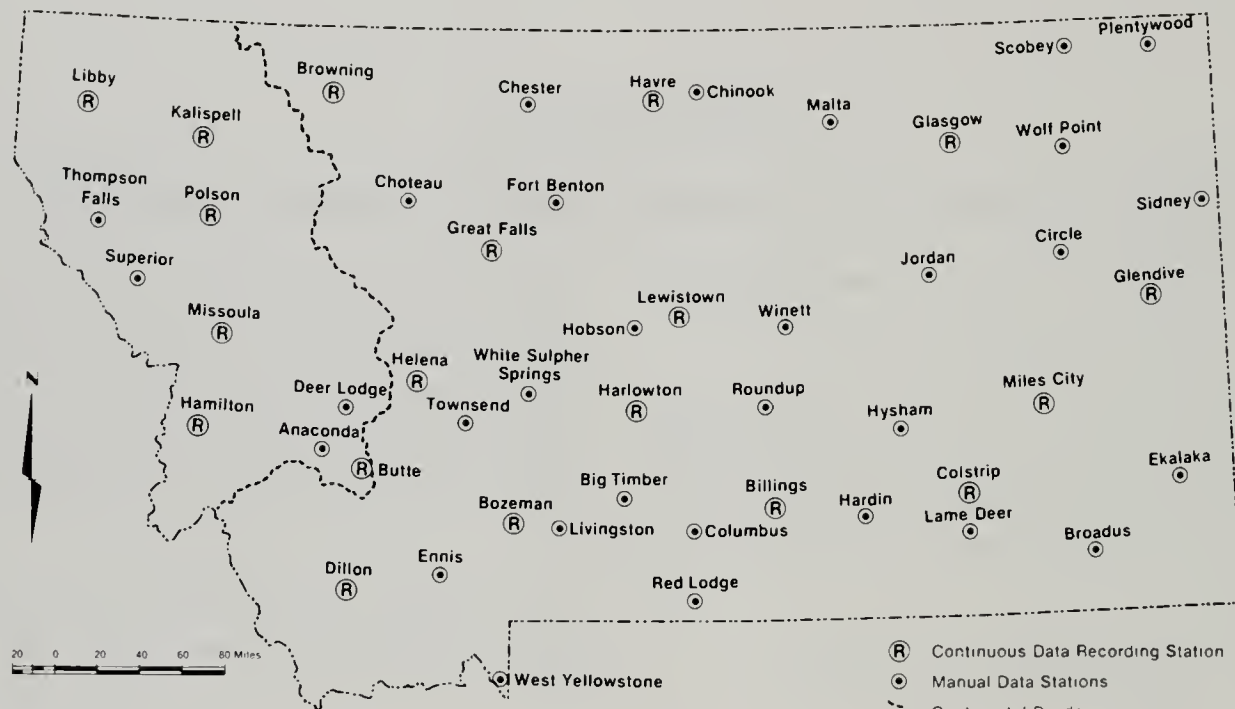 Plentywood
Scobey
Libby
R
Browning
R
Chester
Havre
R
Chinook
Malta
Kalispell
R
Glasgow
R
Wolf Point
Thompson
Falls
Polson
R
Choteau
Fort Benton
Sidney
Great Falls
R
Superior
Jordan
Circle
Glendive
R
Missoula
R
Hobson
Lewistown
R
Winett
N
Helena
R
White Sulpher
Springs
Deer Lodge
Townsend
Harlowton
R
Roundup
Miles City
R
Hamilton
R
Hysham
Anaconda
R Butte
Ekalaka
Big Timber
Billings
R
Colstrip
R
Bozeman
R
Livingston
Columbus
Hardin
Lame Deer
Broadus
Dillon
R
Ennis
Red Lodge
20 0 20 40 60 80 Miles
West Yellowstone
R Continuous Data Recording Station
Manual Data Stations